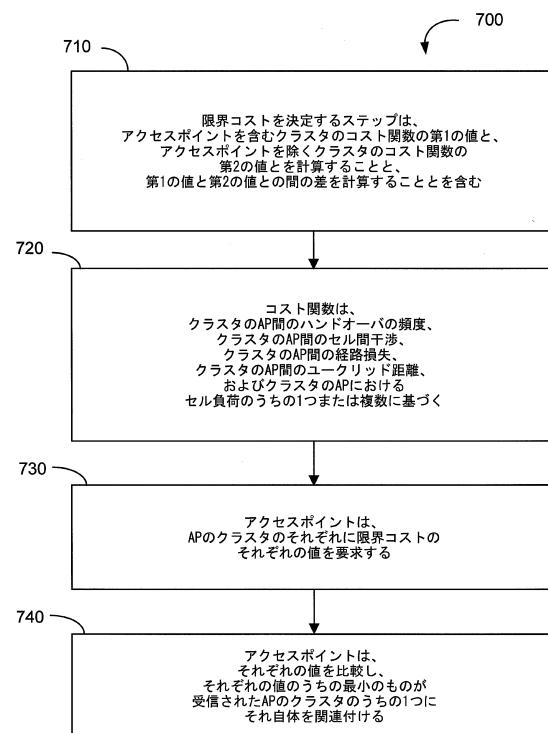 700
710
限界コストを決定するステップは、
アクセスポイントを含むクラスタのコスト関数の第1の値と、
アクセスポイントを除くクラスタのコスト関数の
第2の値とを計算することと、
第1の値と第2の値との間の差を計算することとを含む
720
コスト関数は、
クラスタのAP間のハンドオーバの頻度、
クラスタのAP間のセル間干渉、
クラスタのAP間の経路損失、
クラスタのAP間のユークリッド距離、
およびクラスタのAPにおける
セル負荷のうちの1つまたは複数に基づく
730
アクセスポイントは、
APのクラスタのそれぞれに限界コストの
それぞれの値を要求する
740
アクセスポイントは、
それぞれの値を比較し、
それぞれの値のうちの最小のものが
受信されたAPのクラスタのうちの1つに
それ自体を関連付ける